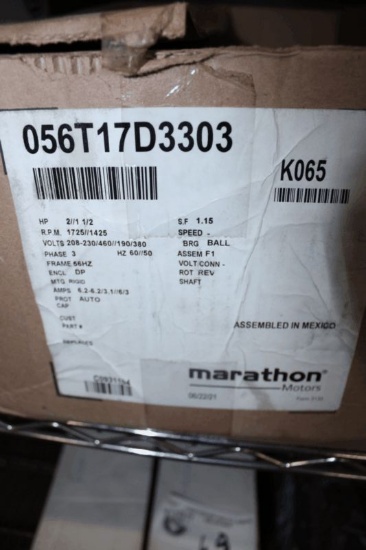 056T17D3303
K065
HP 2//1 1/2 S.F 1.15
R.P.M. 1725//1425 SPEED -
VOLTS 208-230/460//190/380 BRG BALL
PHASE 3 HZ 60//50 ASSEM F1
FRAME 56HZ VOLT CONN -
ENCL DP ROT REV
MTG RIGID SHAFT
AMPS 6.2-6.2/3.1//6/3
PROT AUTO
CAP
CUST
PART #
ASSEMBLED IN MEXICO
marathon
Motors